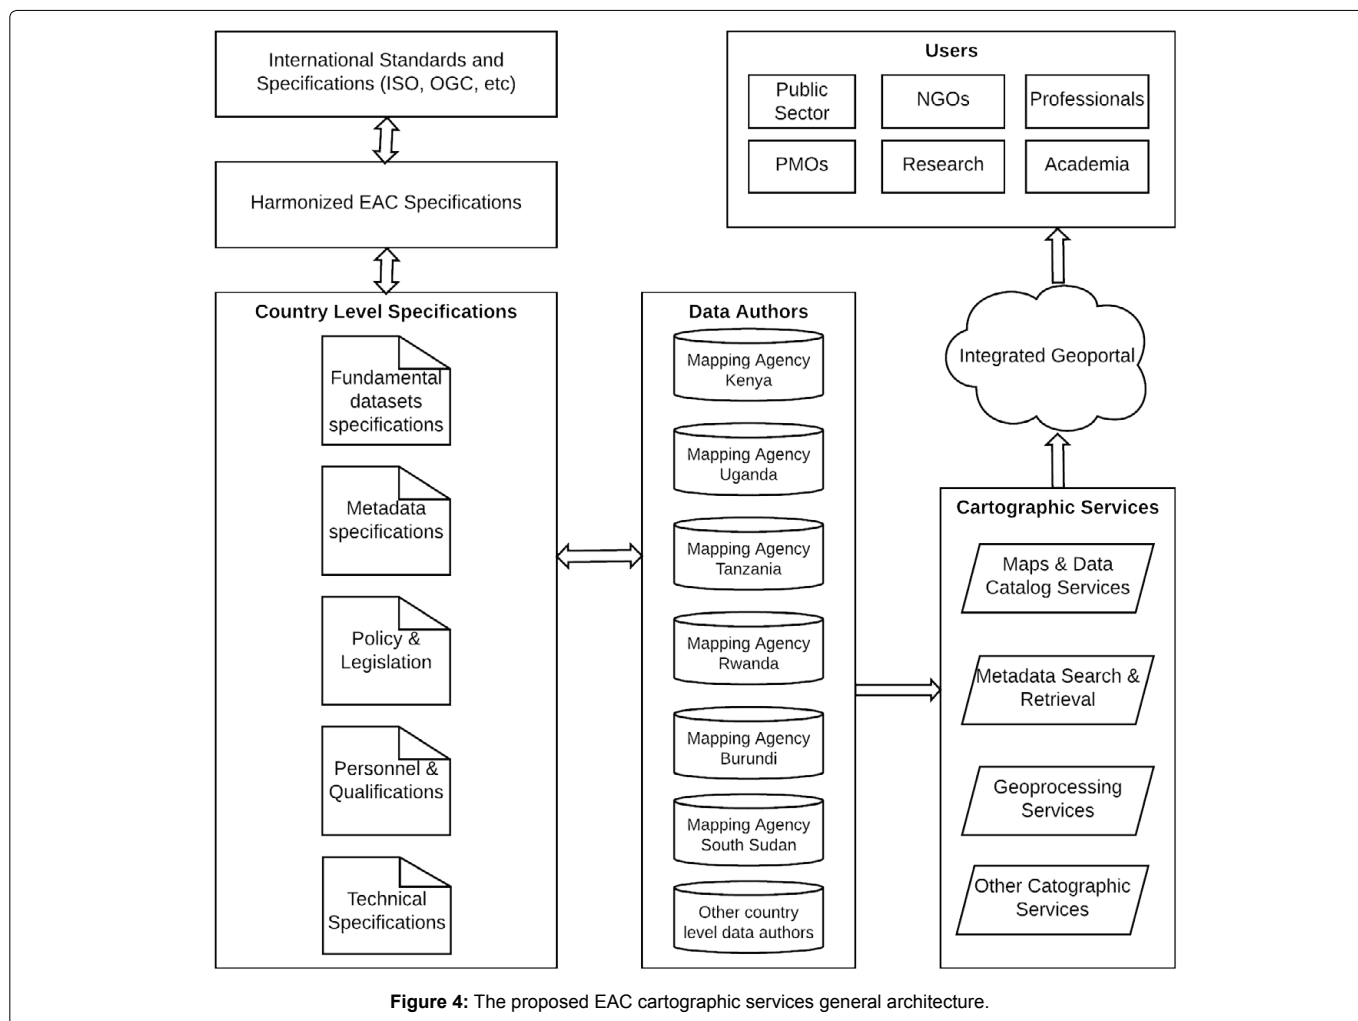 International Standards and
Specifications (ISO, OGC, etc)
Harmonized EAC Specifications
Country Level Specifications
Fundamental
datasets
specifications
Metadata
specifications
Policy &
Legislation
Personnel &
Qualifications
Technical
Specifications
Data Authors
Mapping Agency
Kenya
Mapping Agency
Uganda
Mapping Agency
Tanzania
Mapping Agency
Rwanda
Mapping Agency
Burundi
Mapping Agency
South Sudan
Other country
level data authors
Users
Public
Sector
NGOs
Professionals
PMOs
Research
Academia
Integrated Geoportal
Cartographic Services
Maps & Data
Catalog Services
Metadata Search &
Retrieval
Geoprocessing
Services
Other Catographic
Services
Figure 4: The proposed EAC cartographic services general architecture.